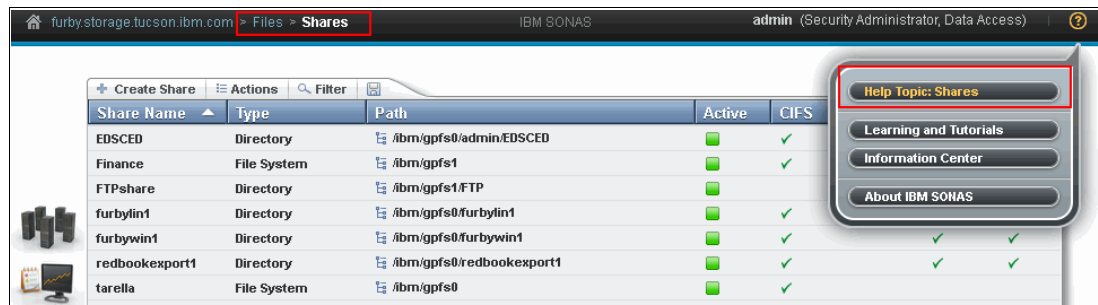 furby.storage.tucson.ibm.com > Files > Shares IBM SONAS admin (Security Administrator, Data Access)
Create Share Actions Filter
Share Name Type Path Active CIFS
EDSCED Directory /ibm/gpfs0/admin/EDSCED
Finance File System /ibm/gpfs1
FTPshare Directory /ibm/gpfs1/FTP
furbylin1 Directory /ibm/gpfs0/furbylin1
furbywin1 Directory /ibm/gpfs0/furbywin1
redbookexport1 Directory /ibm/gpfs0/redbookexport1
tarella File System /ibm/gpfs0
Help Topic: Shares
Learning and Tutorials
Information Center
About IBM SONAS